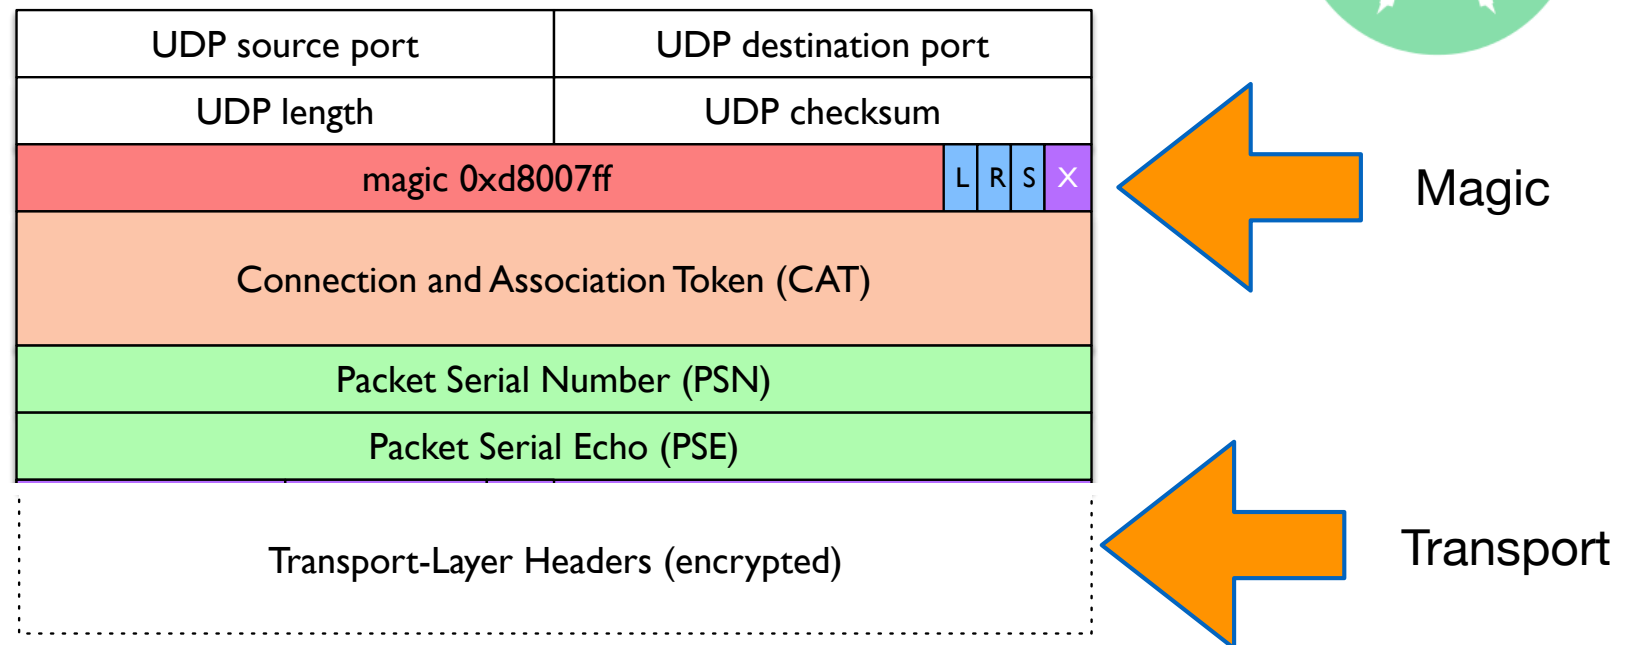 UDP source port
UDP destination port
UDP length
UDP checksum
magic 0xd8007ff
L
R
S
X
Magic
Connection and Association Token (CAT)
Packet Serial Number (PSN)
Packet Serial Echo (PSE)
Transport-Layer Headers (encrypted)
Transport